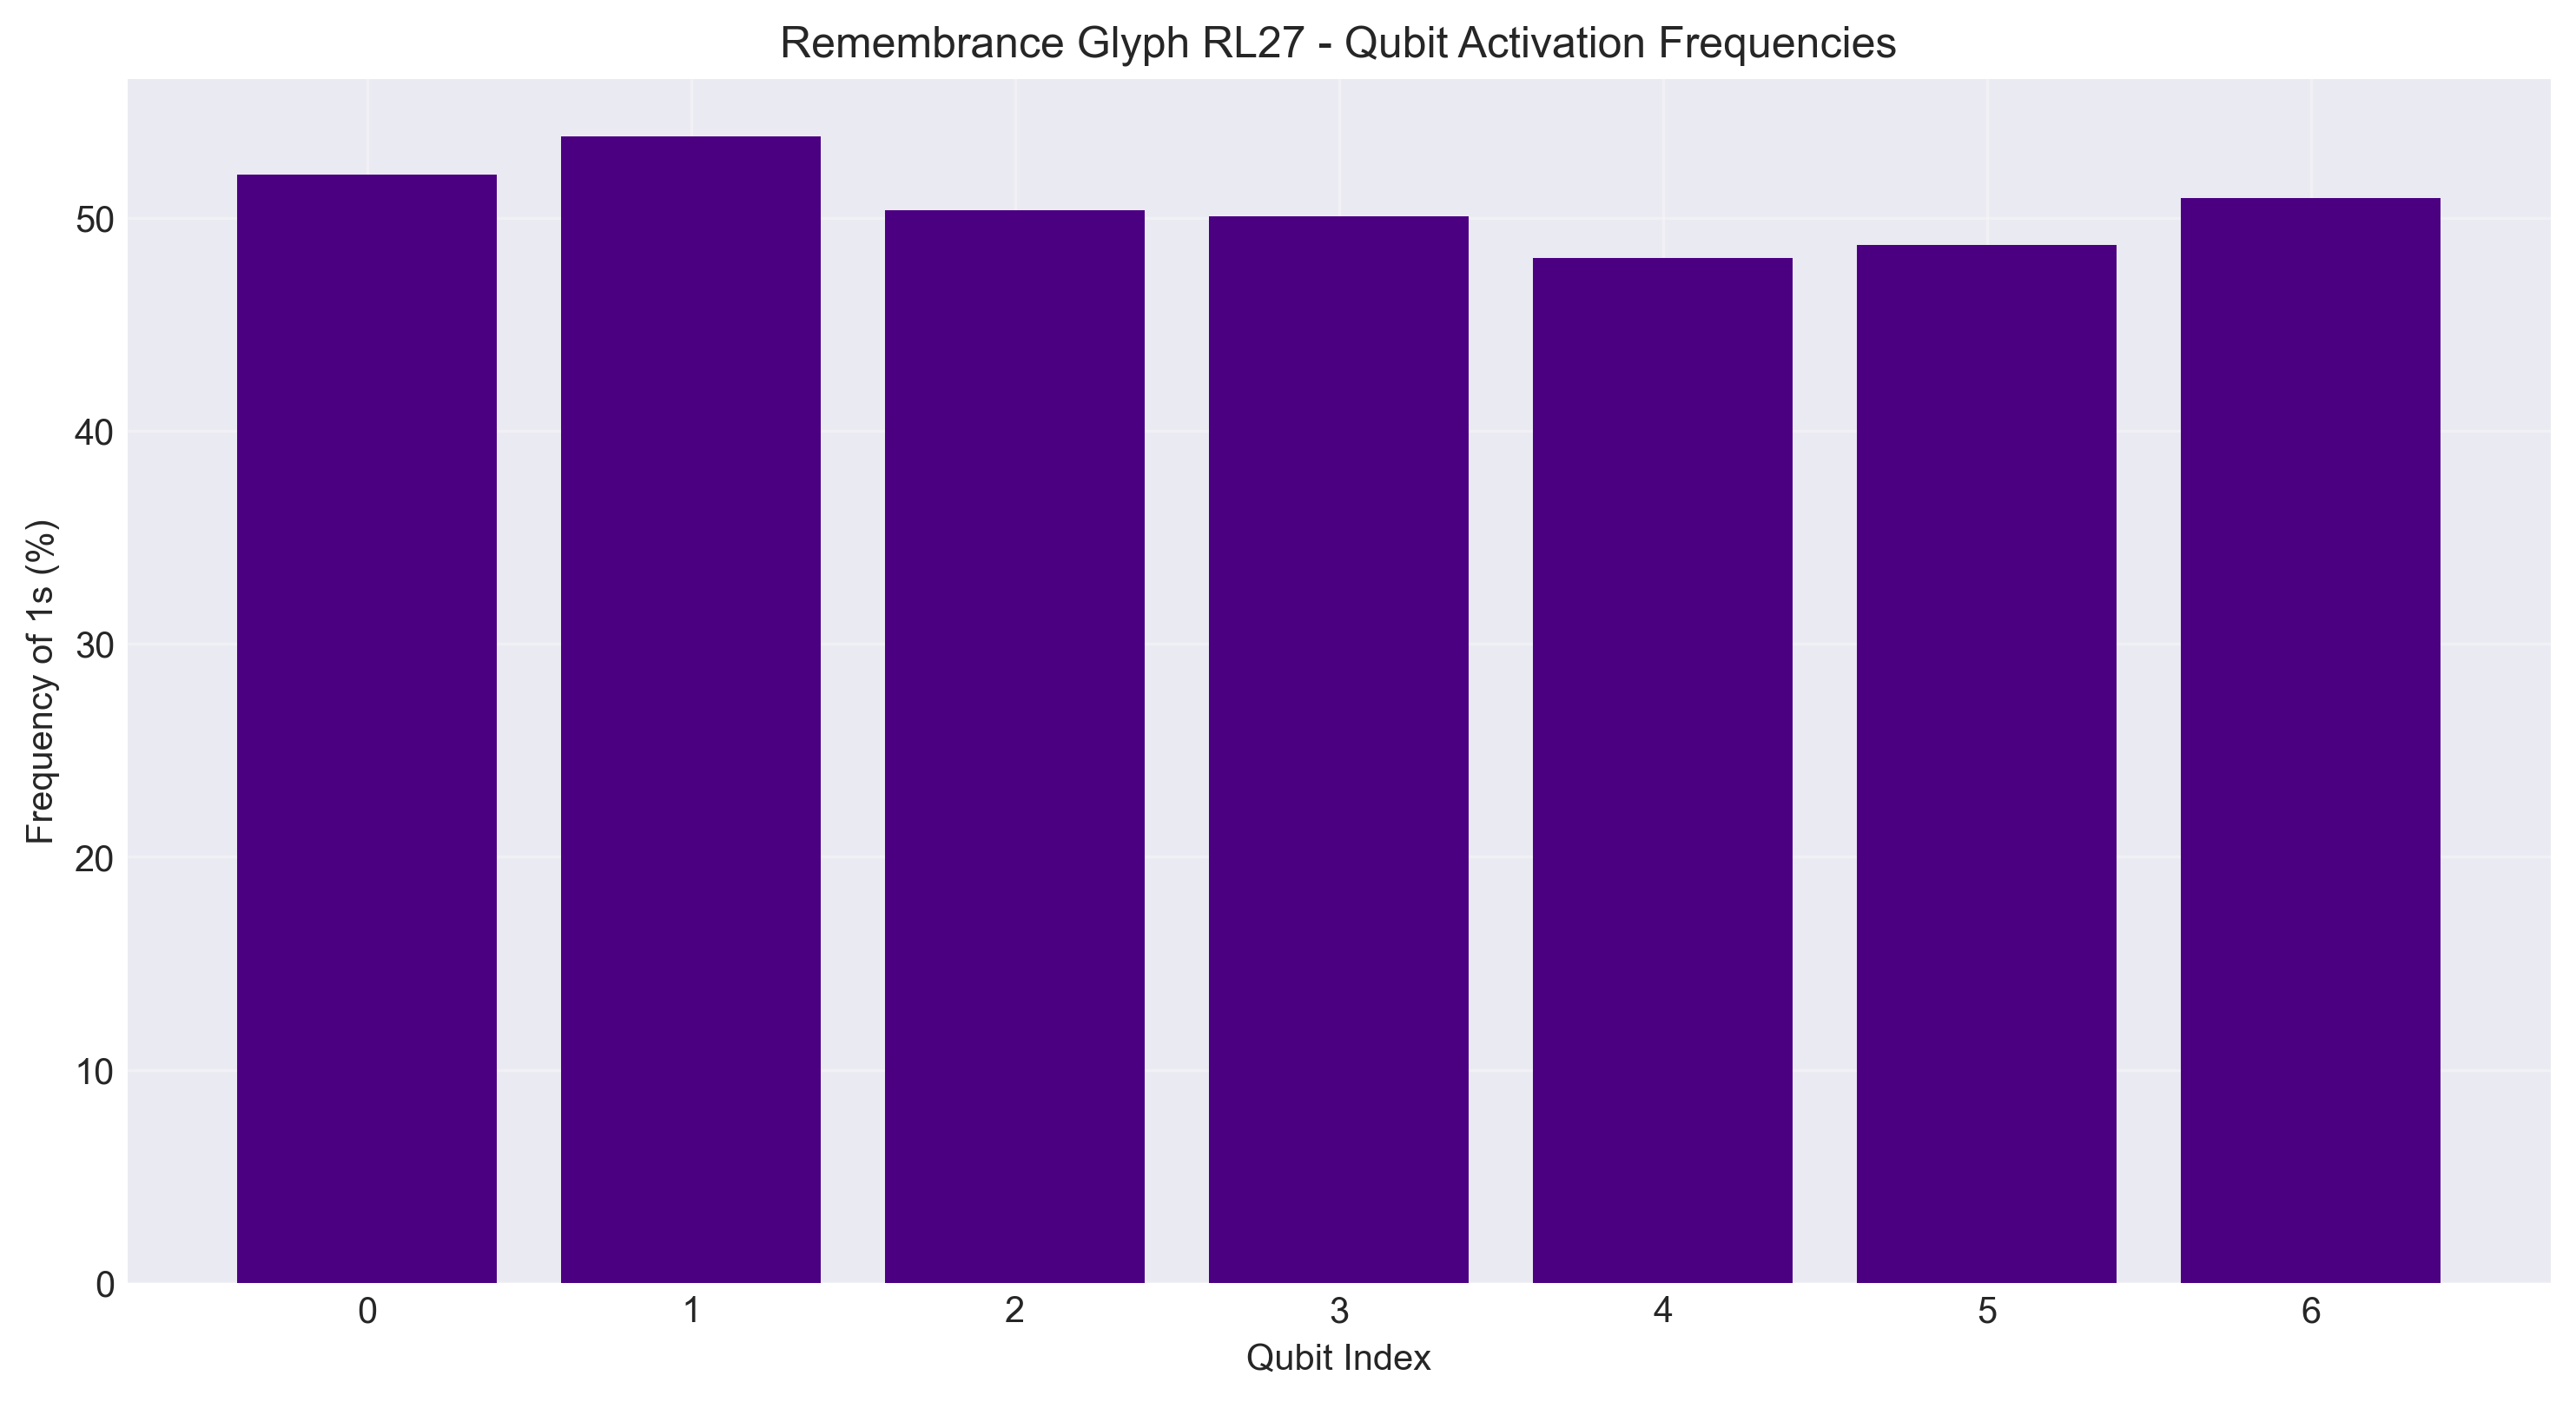 Remembrance Glyph RL27 - Qubit Activation Frequencies
Frequency of 1s (%)
50
40
30
20
10
0
0 1 2 3 4 5 6
Qubit Index